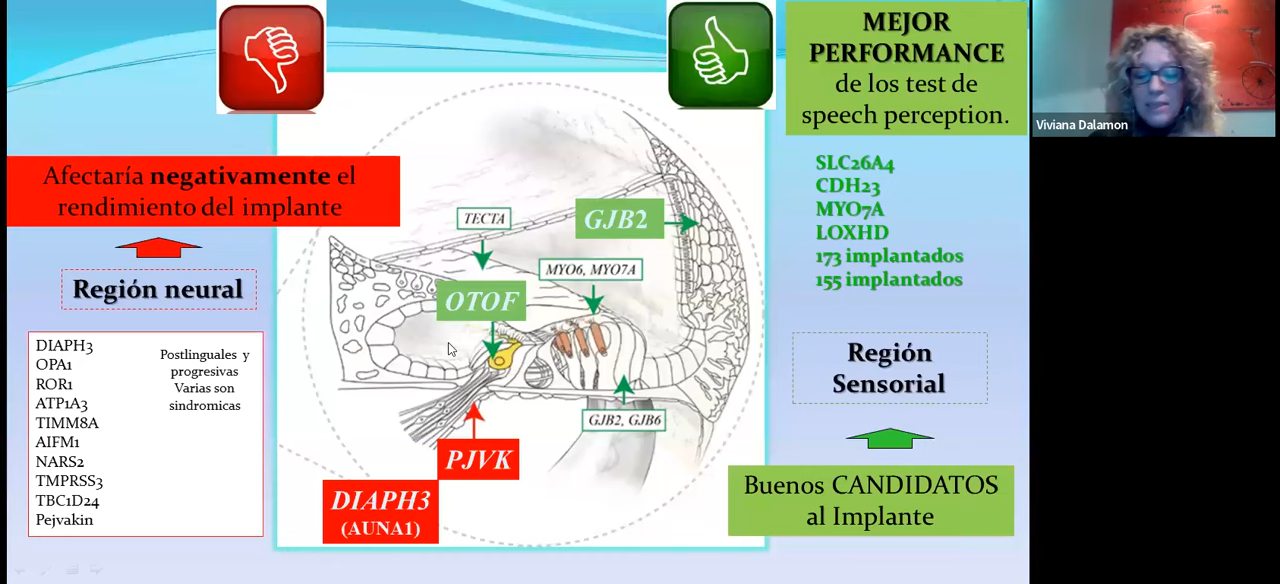 MEJOR
PERFORMANCE
de los test de
speech perception.
Viviana Dalamon
Afectaría negativamente el
rendimiento del implante
SLC26A4
CDH23
MYO7A
LOXHD
173 implantados
155 implantados
TECTA
GJB2
MYO6, MYO7A
OTOF
Región neural
DIAPH3
OPA1
ROR1
ATP1A3
TIMM8A
AIFM1
NARS2
TMPRSS3
TBC1D24
Pejvakin
Postlinguales y
progresivas
Varias son
sindromicas
GJB2, GJB6
PJVK
DIAPH3
(AUNA1)
Región
Sensorial
Buenos CANDIDATOS
al Implante